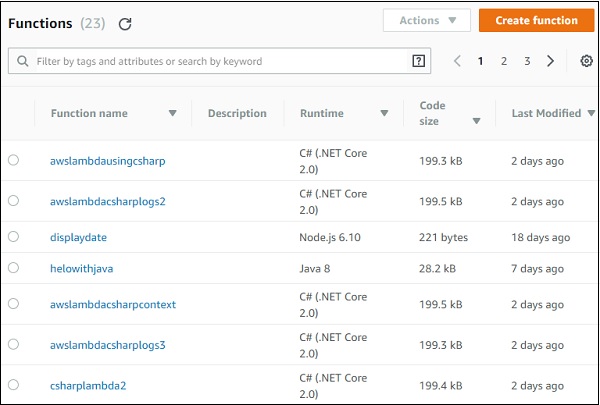 Functions (23) Actions Create function
Filter by tags and attributes or search by keyword ? 1 2 3
Function name Description Runtime Code size Last Modified
awslambdausingcsharp C# (.NET Core 2.0) 199.3 kB 2 days ago
awslambdacsharplogs2 C# (.NET Core 2.0) 199.5 kB 2 days ago
displaydate Node.js 6.10 221 bytes 18 days ago
helowithjava Java 8 28.2 kB 7 days ago
awslambdacsharpcontext C# (.NET Core 2.0) 199.5 kB 2 days ago
awslambdacsharplogs3 C# (.NET Core 2.0) 199.3 kB 2 days ago
csharplambda2 C# (.NET Core 2.0) 199.4 kB 2 days ago